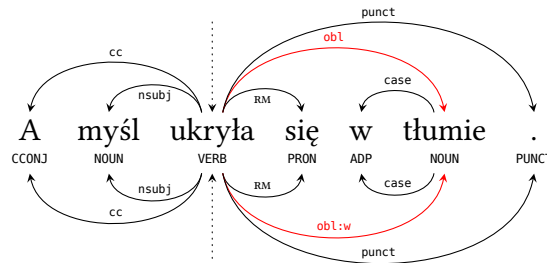 punct
obl
cc
nsubj
RM
case
A myśl ukryła się w tłumie .
CCONJ NOUN VERB PRON ADP NOUN PUNCT
nsubj
RM
case
cc
obl:w
punct